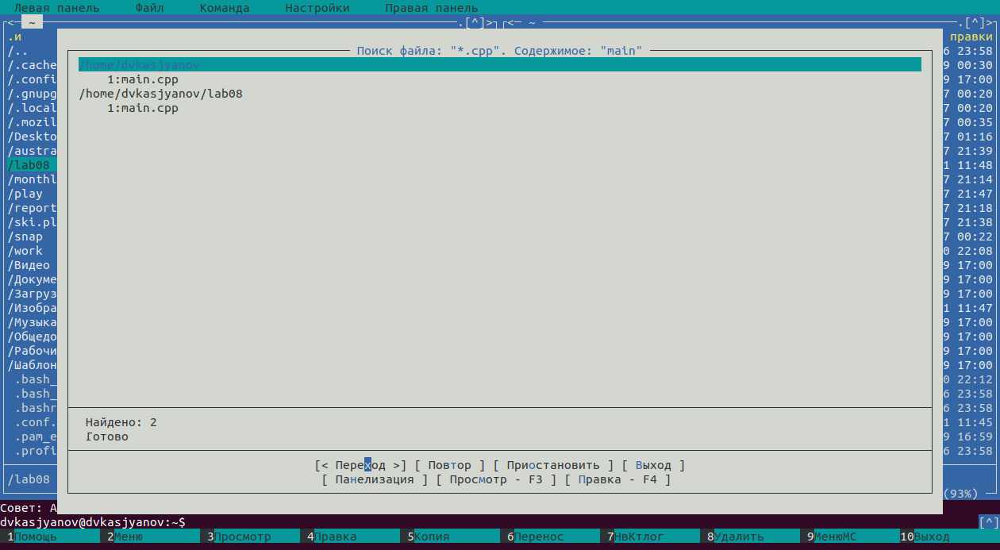 Левая панель Файл Команда Настройки Правая панель
<─ ~ .[^]> <─ ~ .[^]>
.и правки
Поиск файла: "*.cpp". Содержимое: "main"
/.. 6 23:58
/.cache /home/dvkasjyanov 9 00:30
/.confi 1:main.cpp 9 17:00
/.gnupg /home/dvkasjyanov/lab08 7 00:20
/.local 1:main.cpp 7 00:20
/.mozil 7 00:35
/Deskto 7 01:16
/austra 7 21:39
/lab08 1 11:48
/monthl 7 21:14
/play 7 21:47
/report 7 21:18
/ski.pl 7 21:38
/snap 7 00:22
/work 0 22:08
/Видео 9 17:00
/Докуме 9 17:00
/Загруз 9 17:00
/Изобра 1 11:47
/Музыка 9 17:00
/Общедо 9 17:00
/Рабочи 9 17:00
/Шаблон 9 17:00
.bash_ 0 22:12
.bash_ 6 23:58
.bashr 6 23:58
.conf. Найдено: 2 1 11:45
.pam_e Готово 9 16:59
.profi 6 23:58
[< Переход >] [ Повтор ] [ Приостановить ] [ Выход ]
/lab08 [ Панелизация ] [ Просмотр - F3 ] [ Правка - F4 ]
(93%)
Совет: A
dvkasjyanov@dvkasjyanov:~$ [^]
1Помощь 2Меню 3Просмотр 4Правка 5Копия 6Перенос 7НвКтлог 8Удалить 9МенюMC 10Выход